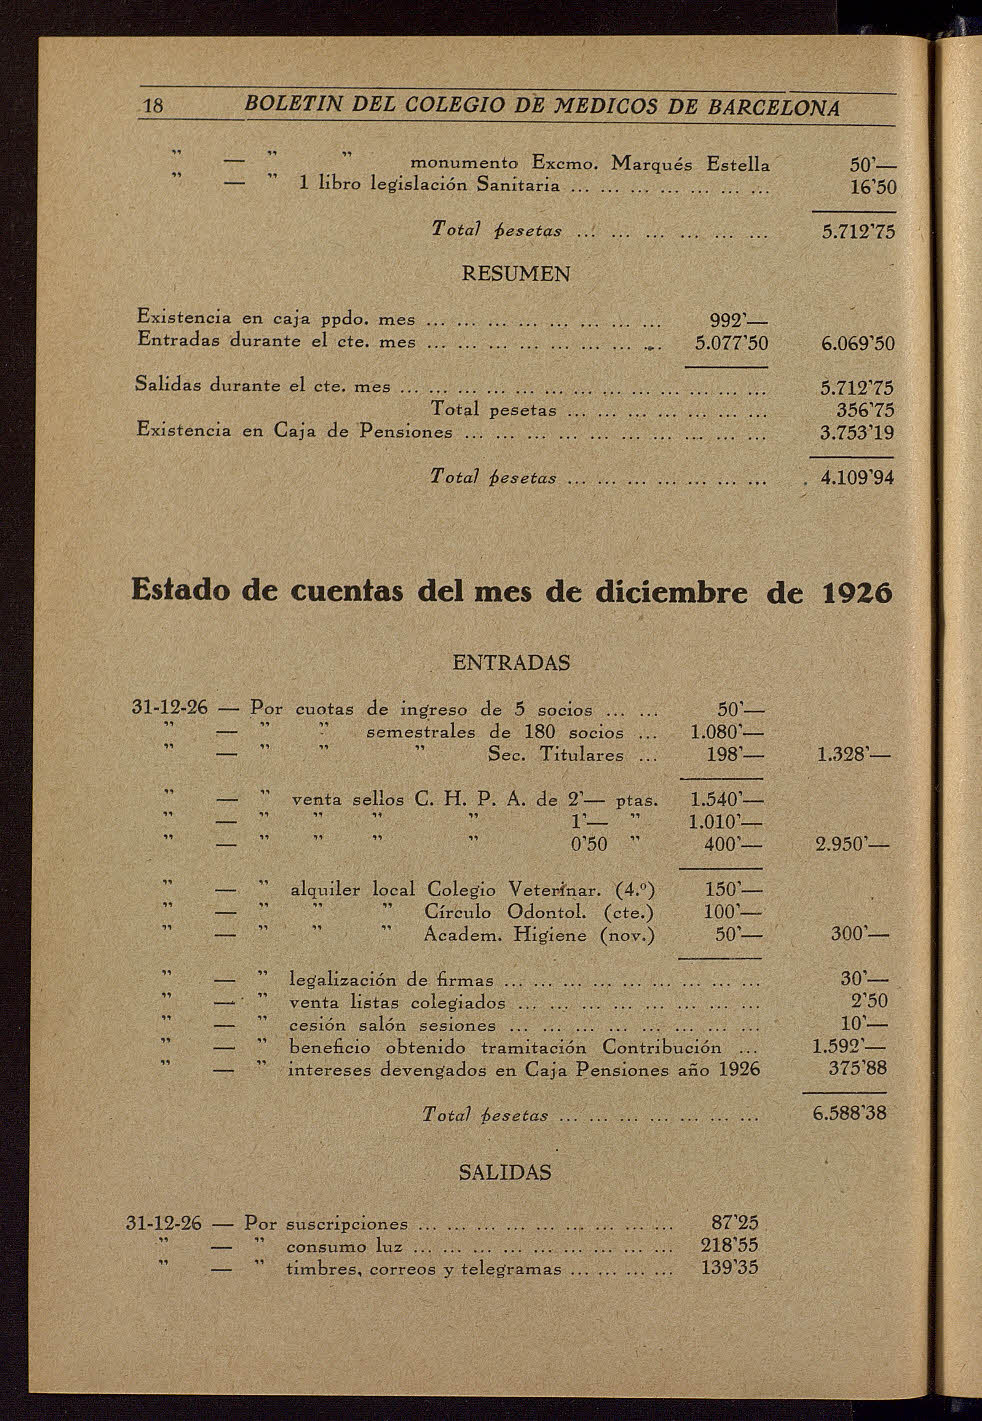 18 BOLETIN DEL COLEGIO DE MEDICOS DE BARCELONA
" — " " monumento Excmo. Marqués Estella 50'—
" — " 1 libro legislación Sanitaria ... ... ... ... ... ... ... 16'50
Total pesetas ... ... ... ... ... ... 5.712'75
RESUMEN
Existencia en caja ppdo. mes ... ... ... ... ... ... ... ... 992'—
Entradas durante el cte. mes ... ... ... ... ... ... ... ... 5.077'50 6.069'50
Salidas durante el cte. mes ... ... ... ... ... ... ... ... ... ... ... ... ... 5.712'75
Total pesetas ... ... ... ... ... ... ... 356'75
Existencia en Caja de Pensiones ... ... ... ... ... ... ... ... ... ... 3.753'19
Total pesetas ... ... ... ... ... ... ... 4.109'94
Estado de cuentas del mes de diciembre de 1926
ENTRADAS
31-12-26 — Por cuotas de ingreso de 5 socios ... ... 50'—
" — " " semestrales de 180 socios ... 1.080'—
" — " " " Sec. Titulares ... 198'— 1.328'—
" — " venta sellos C. H. P. A. de 2'— ptas. 1.540'—
" — " " " " 1'— " 1.010'—
" — " " " " 0'50 " 400'— 2.950'—
" — " alquiler local Colegio Veterinar. (4.º) 150'—
" — " " " Círculo Odontol. (cte.) 100'—
" — " " " Academ. Higiene (nov.) 50'— 300'—
" — " legalización de firmas ... ... ... ... ... ... ... ... ... 30'—
" — " venta listas colegiados ... ... ... ... ... ... ... ... 2'50
" — " cesión salón sesiones ... ... ... ... ... ... ... ... 10'—
" — " beneficio obtenido tramitación Contribución ... 1.592'—
" — " intereses devengados en Caja Pensiones año 1926 375'88
Total pesetas ... ... ... ... ... ... ... 6.588'38
SALIDAS
31-12-26 — Por suscripciones ... ... ... ... ... ... ... ... ... 87'25
" — " consumo luz ... ... ... ... ... ... ... ... ... 218'55
" — " timbres, correos y telegramas ... ... ... ... 139'35